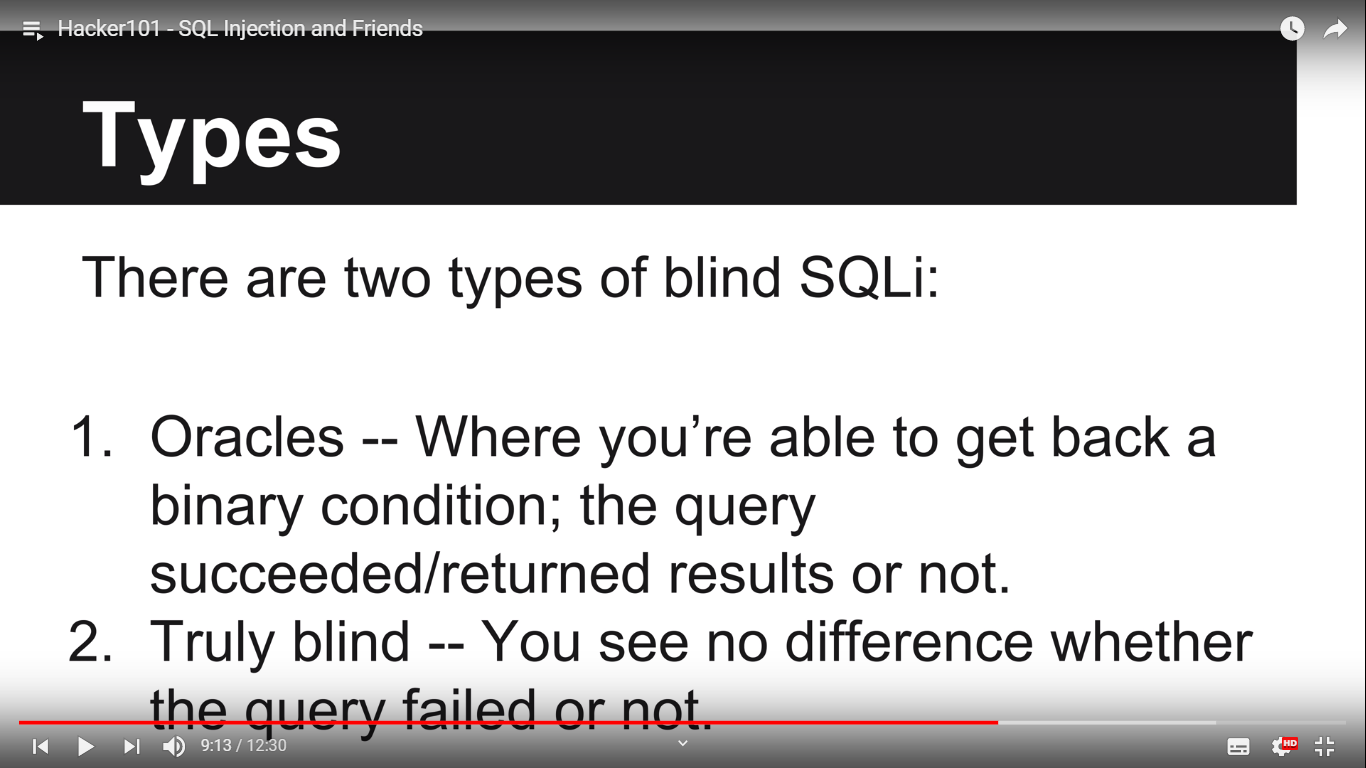 Hacker101 - SQL Injection and Friends
Types
There are two types of blind SQLi:
1. Oracles -- Where you’re able to get back a
binary condition; the query
succeeded/returned results or not.
2. Truly blind -- You see no difference whether
the query failed or not.
9:13 / 12:30
HD